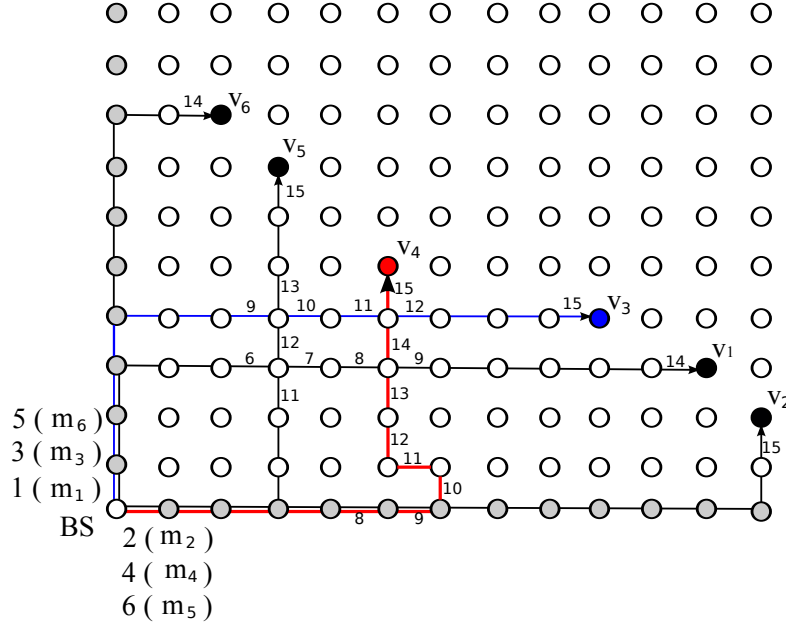 14 v6
v5
15
v4
13 15
9 10 11 12 15 v3
12 14
6 7 8 9 14 v1
11 13 v2
5 ( m6 )
12 15
3 ( m3 )
11
1 ( m1 )
10
BS 8 9
2 ( m2 )
4 ( m4 )
6 ( m5 )